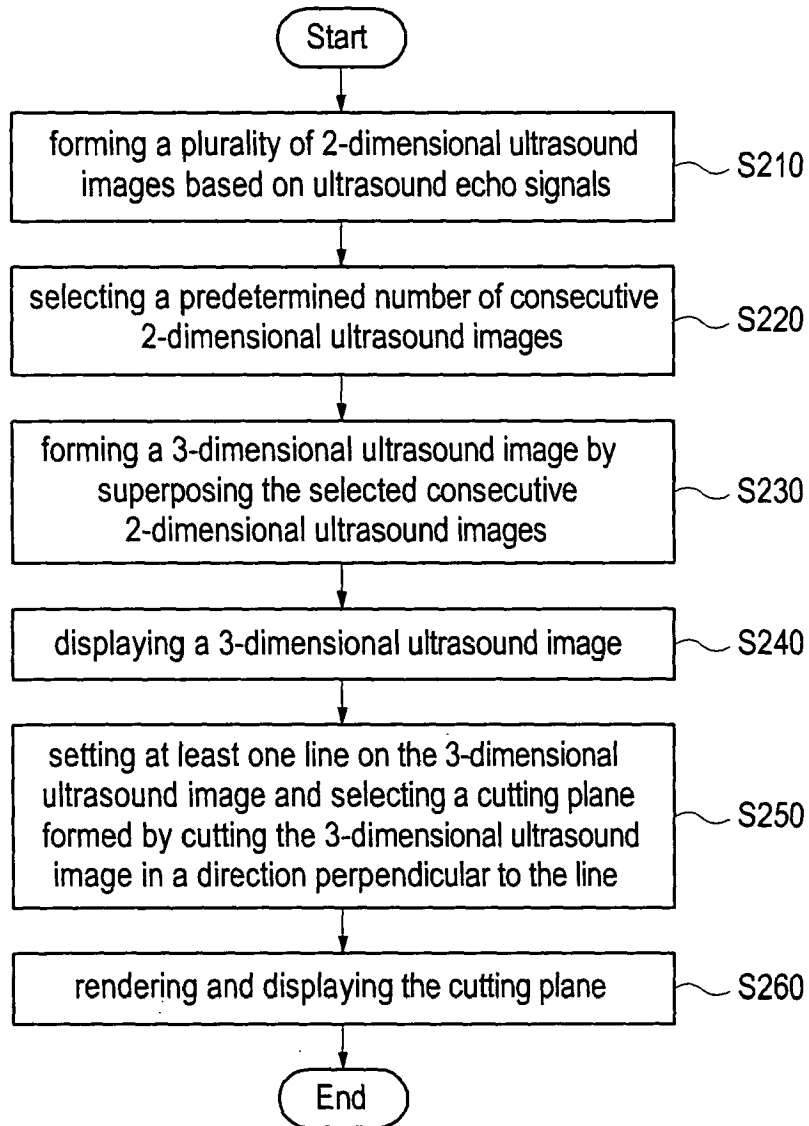 Start
forming a plurality of 2-dimensional ultrasound
images based on ultrasound echo signals
S210
selecting a predetermined number of consecutive
2-dimensional ultrasound images
S220
forming a 3-dimensional ultrasound image by
superposing the selected consecutive
2-dimensional ultrasound images
S230
displaying a 3-dimensional ultrasound image
S240
setting at least one line on the 3-dimensional
ultrasound image and selecting a cutting plane
formed by cutting the 3-dimensional ultrasound
image in a direction perpendicular to the line
S250
rendering and displaying the cutting plane
S260
End